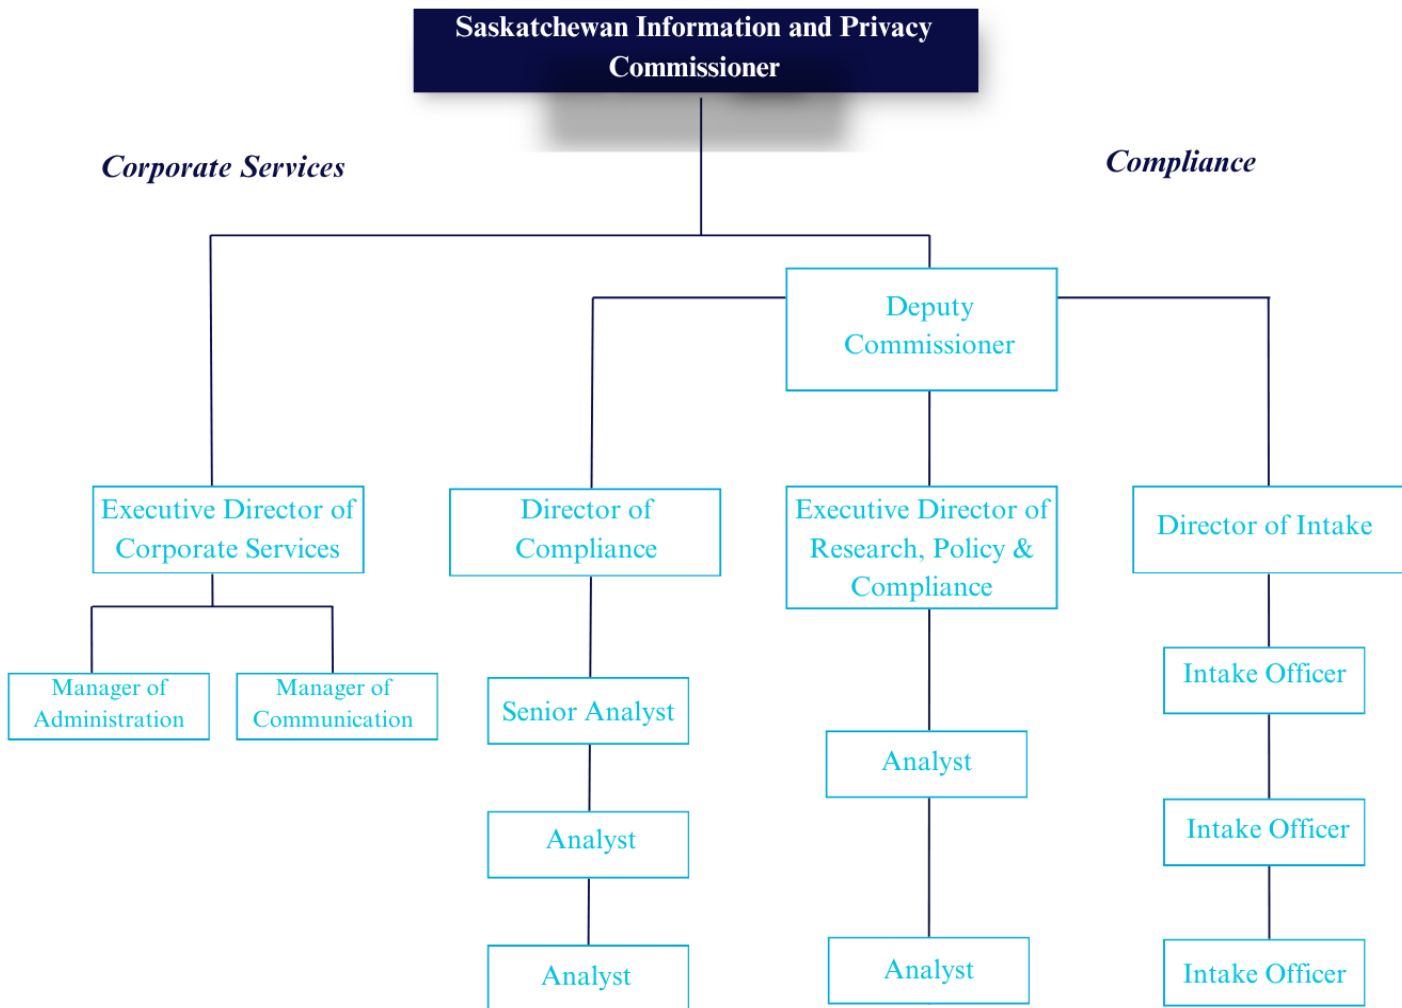 Saskatchewan Information and Privacy
Commissioner
Corporate Services
Compliance
Deputy
Commissioner
Executive Director of
Corporate Services
Director of
Compliance
Executive Director of
Research, Policy &
Compliance
Director of Intake
Manager of
Administration
Manager of
Communication
Senior Analyst
Analyst
Analyst
Analyst
Analyst
Intake Officer
Intake Officer
Intake Officer